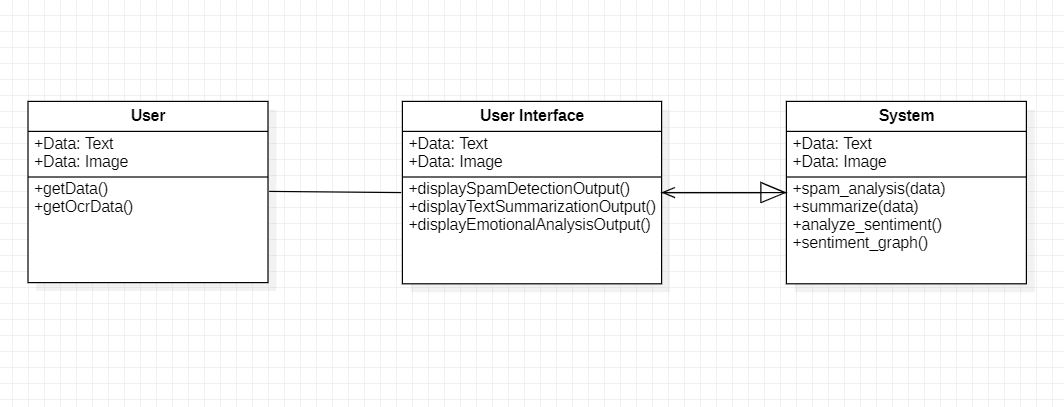 User
+Data: Text
+Data: Image
+getData()
+getOcrData()
User Interface
+Data: Text
+Data: Image
+displaySpamDetectionOutput()
+displayTextSummarizationOutput()
+displayEmotionalAnalysisOutput()
System
+Data: Text
+Data: Image
+spam_analysis(data)
+summarize(data)
+analyze_sentiment()
+sentiment_graph()